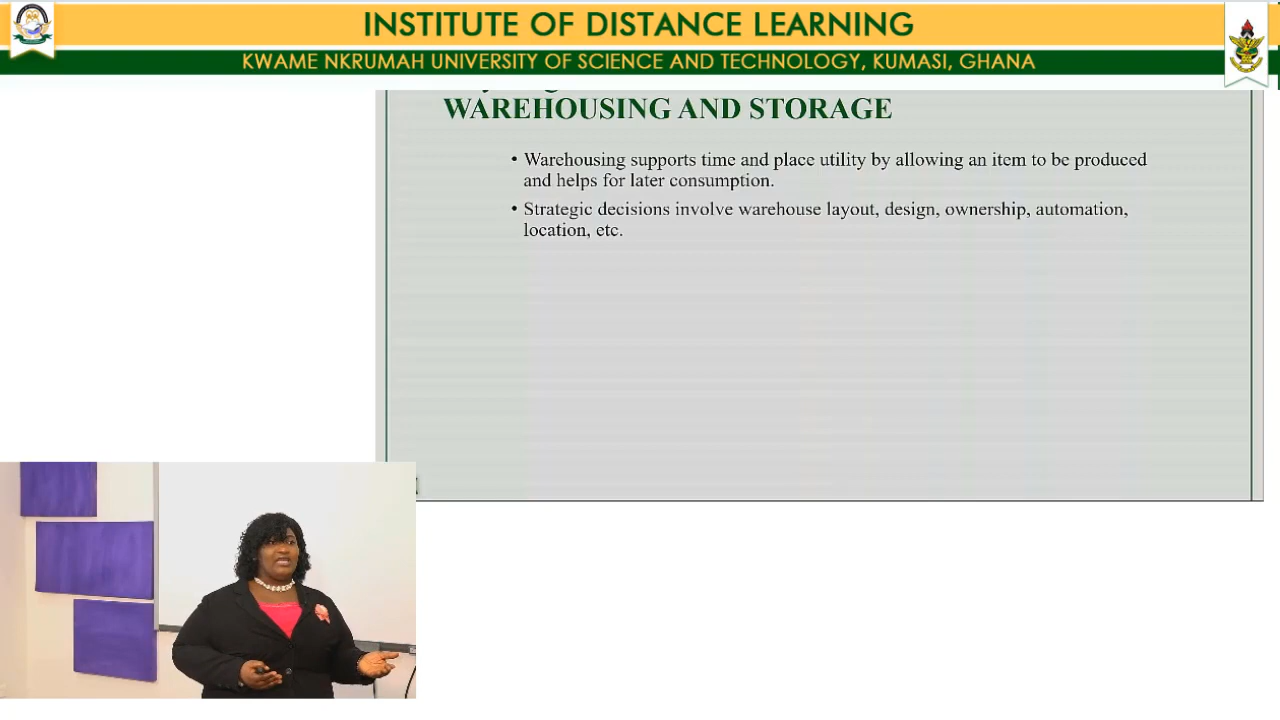 INSTITUTE OF DISTANCE LEARNING
KWAME NKRUMAH UNIVERSITY OF SCIENCE AND TECHNOLOGY, KUMASI, GHANA
WAREHOUSING AND STORAGE
• Warehousing supports time and place utility by allowing an item to be produced
and helps for later consumption.
• Strategic decisions involve warehouse layout, design, ownership, automation,
location, etc.